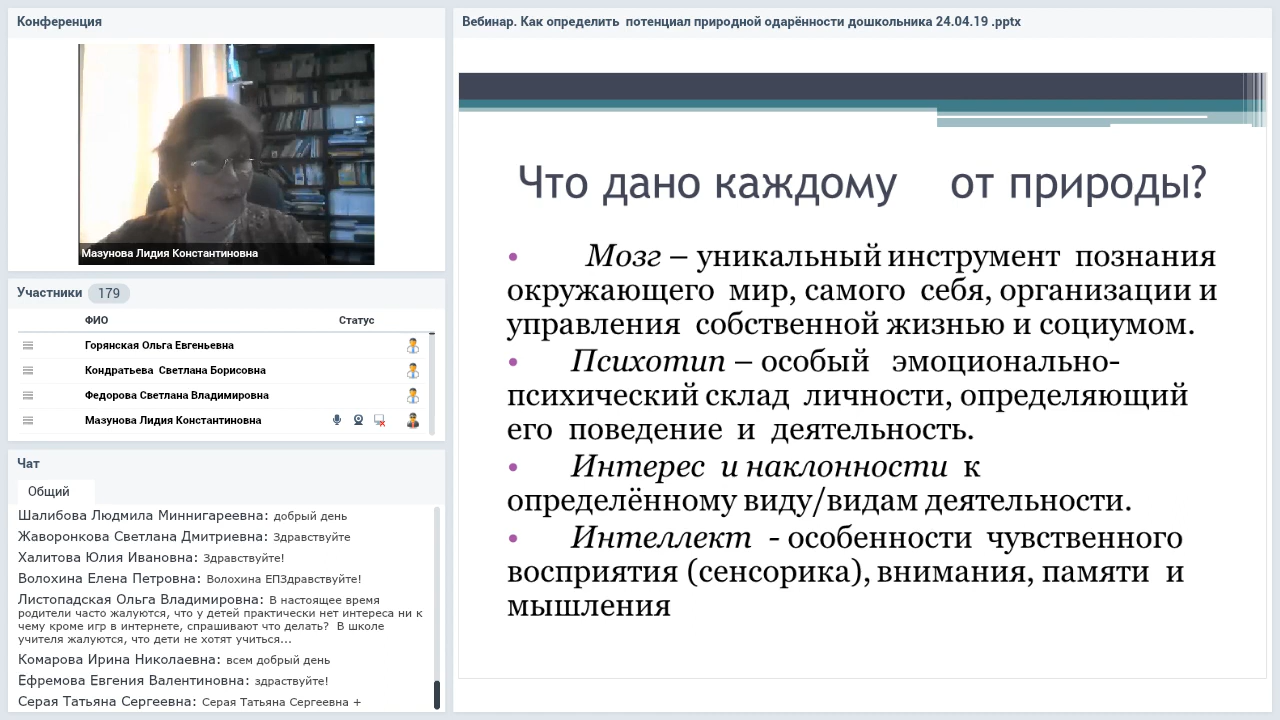 Конференция
Мазунова Лидия Константиновна
Участники 179
ФИО Статус
Горянская Ольга Евгеньевна
Кондратьева Светлана Борисовна
Федорова Светлана Владимировна
Мазунова Лидия Константиновна
Чат
Общий
Шалибова Людмила Миннигареевна: добрый день
Жаворонкова Светлана Дмитриевна: Здравствуйте
Халитова Юлия Ивановна: Здравствуйте!
Волохина Елена Петровна: Волохина ЕПЗдравствуйте!
Листопадская Ольга Владимировна: В настоящее время
родители часто жалуются, что у детей практически нет интереса ни к
чему кроме игр в интернете, спрашивают что делать? В школе
учителя жалуются, что дети не хотят учиться...
Комарова Ирина Николаевна: всем добрый день
Ефремова Евгения Валентиновна: здраствуйте!
Серая Татьяна Сергеевна: Серая Татьяна Сергеевна +
Вебинар. Как определить потенциал природной одарённости дошкольника 24.04.19 .pptx
Что дано каждому от природы?
• Мозг – уникальный инструмент познания
окружающего мир, самого себя, организации и
управления собственной жизнью и социумом.
• Психотип – особый эмоционально-
психический склад личности, определяющий
его поведение и деятельность.
• Интерес и наклонности к
определённому виду/видам деятельности.
• Интеллект - особенности чувственного
восприятия (сенсорика), внимания, памяти и
мышления